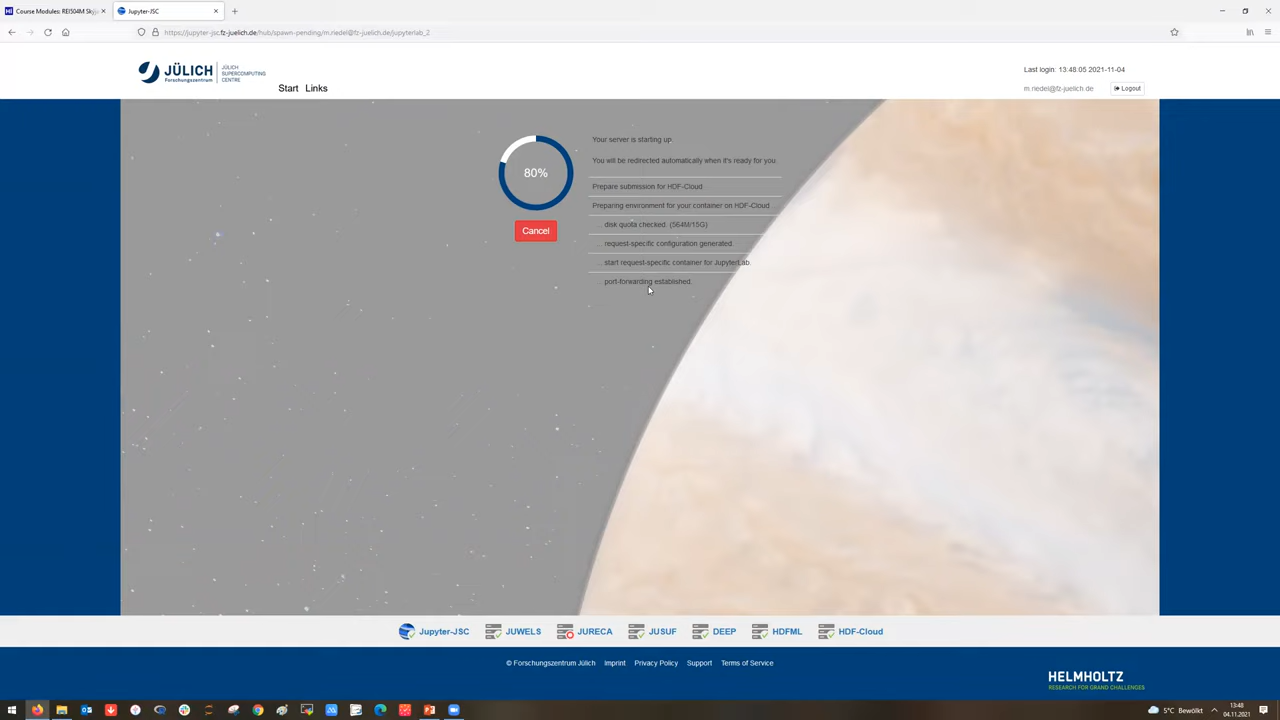 Course Modules: REI504M Skýja
Jupyter-JSC
https://jupyter-jsc.fz-juelich.de/hub/spawn-pending/m.riedel@fz-juelich.de/jupyterlab_2
JÜLICH
Forschungszentrum
JÜLICH
SUPERCOMPUTING
CENTRE
Start Links
Last login: 13:48:05 2021-11-04
m.riedel@fz-juelich.de
Logout
80%
Cancel
Your server is starting up.
You will be redirected automatically when it's ready for you.
Prepare submission for HDF-Cloud
Preparing environment for your container on HDF-Cloud ...
... disk quota checked. (564M/15G)
... request-specific configuration generated
... start request-specific container for JupyterLab.
... port-forwarding established.
Jupyter-JSC JUWELS JURECA JUSUF DEEP HDFML HDF-Cloud
© Forschungszentrum Jülich Imprint Privacy Policy Support Terms of Service
HELMHOLTZ
RESEARCH FOR GRAND CHALLENGES
5°C Bewölkt
13:48
04.11.2021